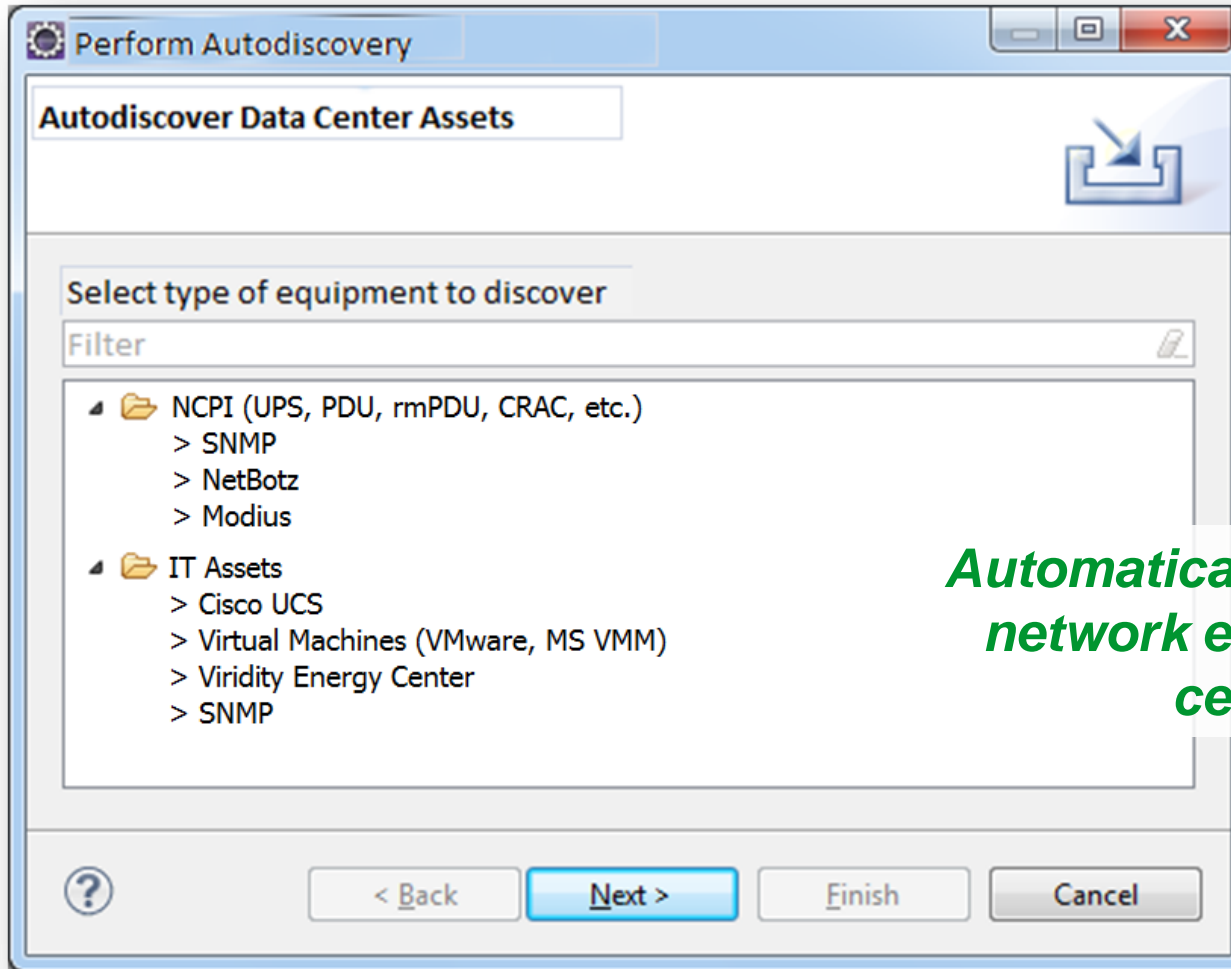 Perform Autodiscovery
Autodiscover Data Center Assets
Select type of equipment to discover
Filter
NCPI (UPS, PDU, rmPDU, CRAC, etc.)
> SNMP
> NetBotz
> Modius
IT Assets
> Cisco UCS
> Virtual Machines (VMware, MS VMM)
> Viridity Energy Center
> SNMP
network
< Back
Next >
Finish
Cancel